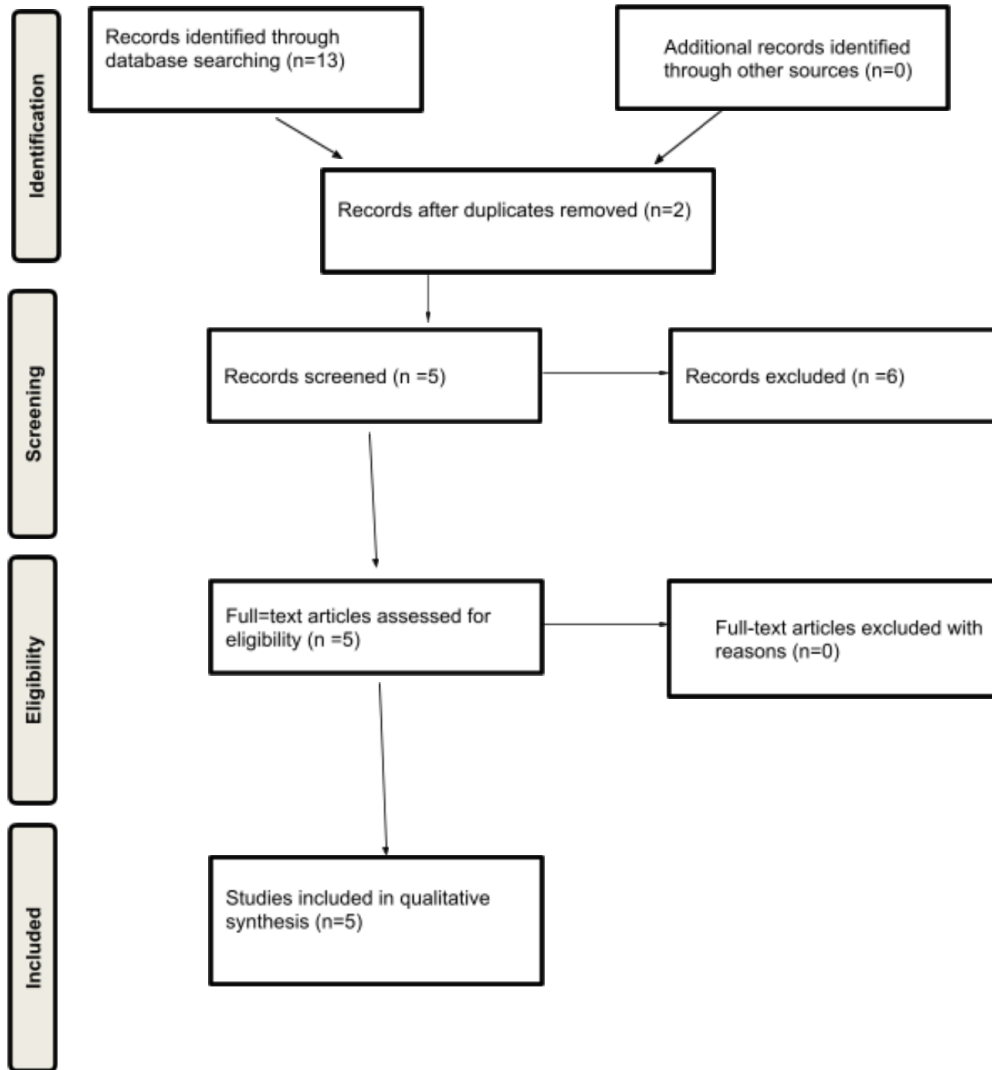 Identification
Records identified through
database searching (n=13)
Additional records identified
through other sources (n=0)
Records after duplicates removed (n=2)
Screening
Records screened (n =5)
Records excluded (n =6)
Eligibility
Full=text articles assessed for
eligibility (n =5)
Full-text articles excluded with
reasons (n=0)
Included
Studies included in qualitative
synthesis (n=5)